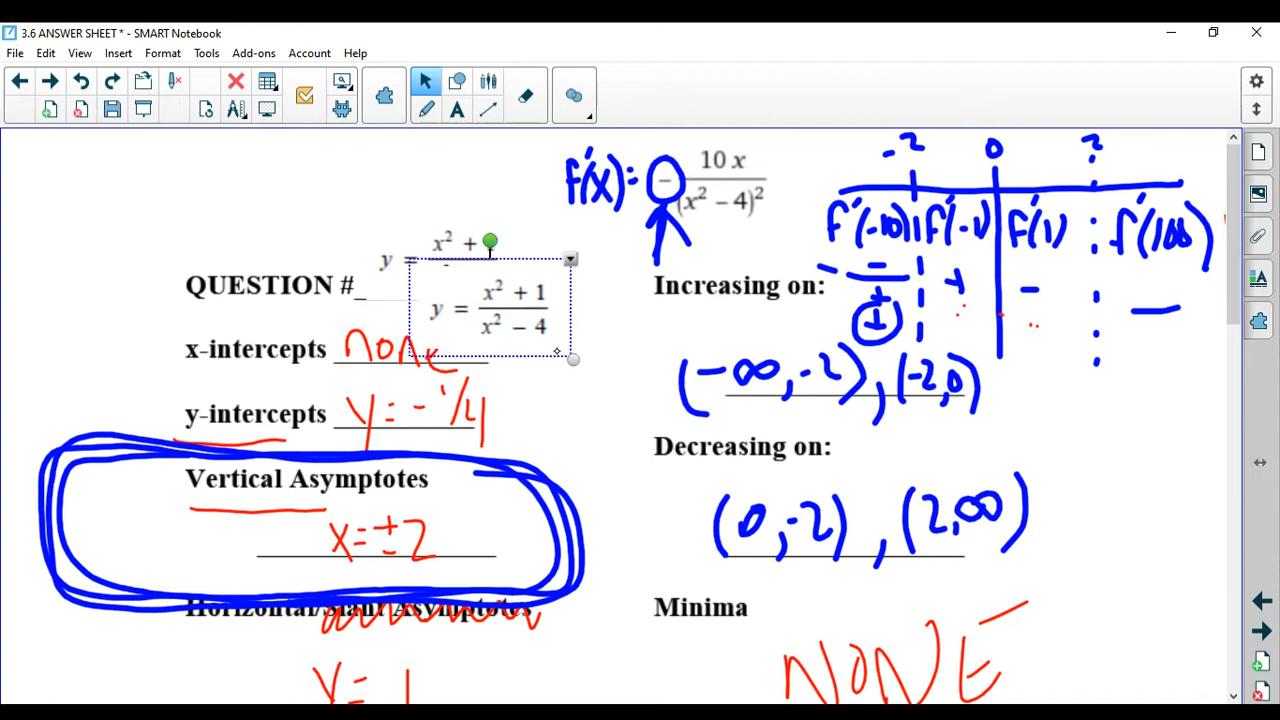 3.6 ANSWER SHEET * - SMART Notebook
File Edit View Insert Format Tools Add-ons Account Help
f'(x): - 10 x / (x² - 4)²
-2 0 2
f'(-10) f'(-1) f'(1) f'(100)
- + - -
+
+
y = x² +
QUESTION #_
y = x² + 1 / x² - 4
x-intercepts none
y-intercepts y = -1/4
Vertical Asymptotes
x = ±2
Horizontal/Slant Asymptotes
y = 1
Increasing on:
(-∞, -2), (-2, 0)
Decreasing on:
(0, -2), (2, ∞)
Minima
NONE